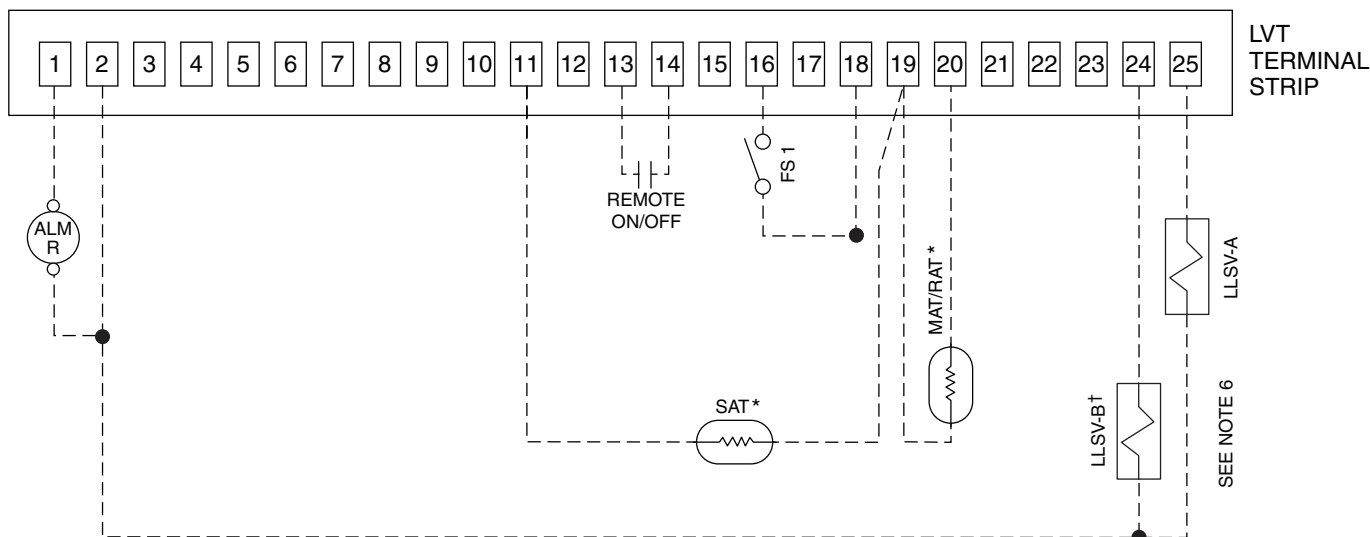 1 2 3 4 5 6 7 8 9 10 11 12 13 14 15 16 17 18 19 20 21 22 23 24 25
LVT
TERMINAL
STRIP
ALM
R
REMOTE
ON/OFF
FS 1
MAT/RAT*
SAT*
LLSV-A
LLSV-B†
SEE NOTE 6